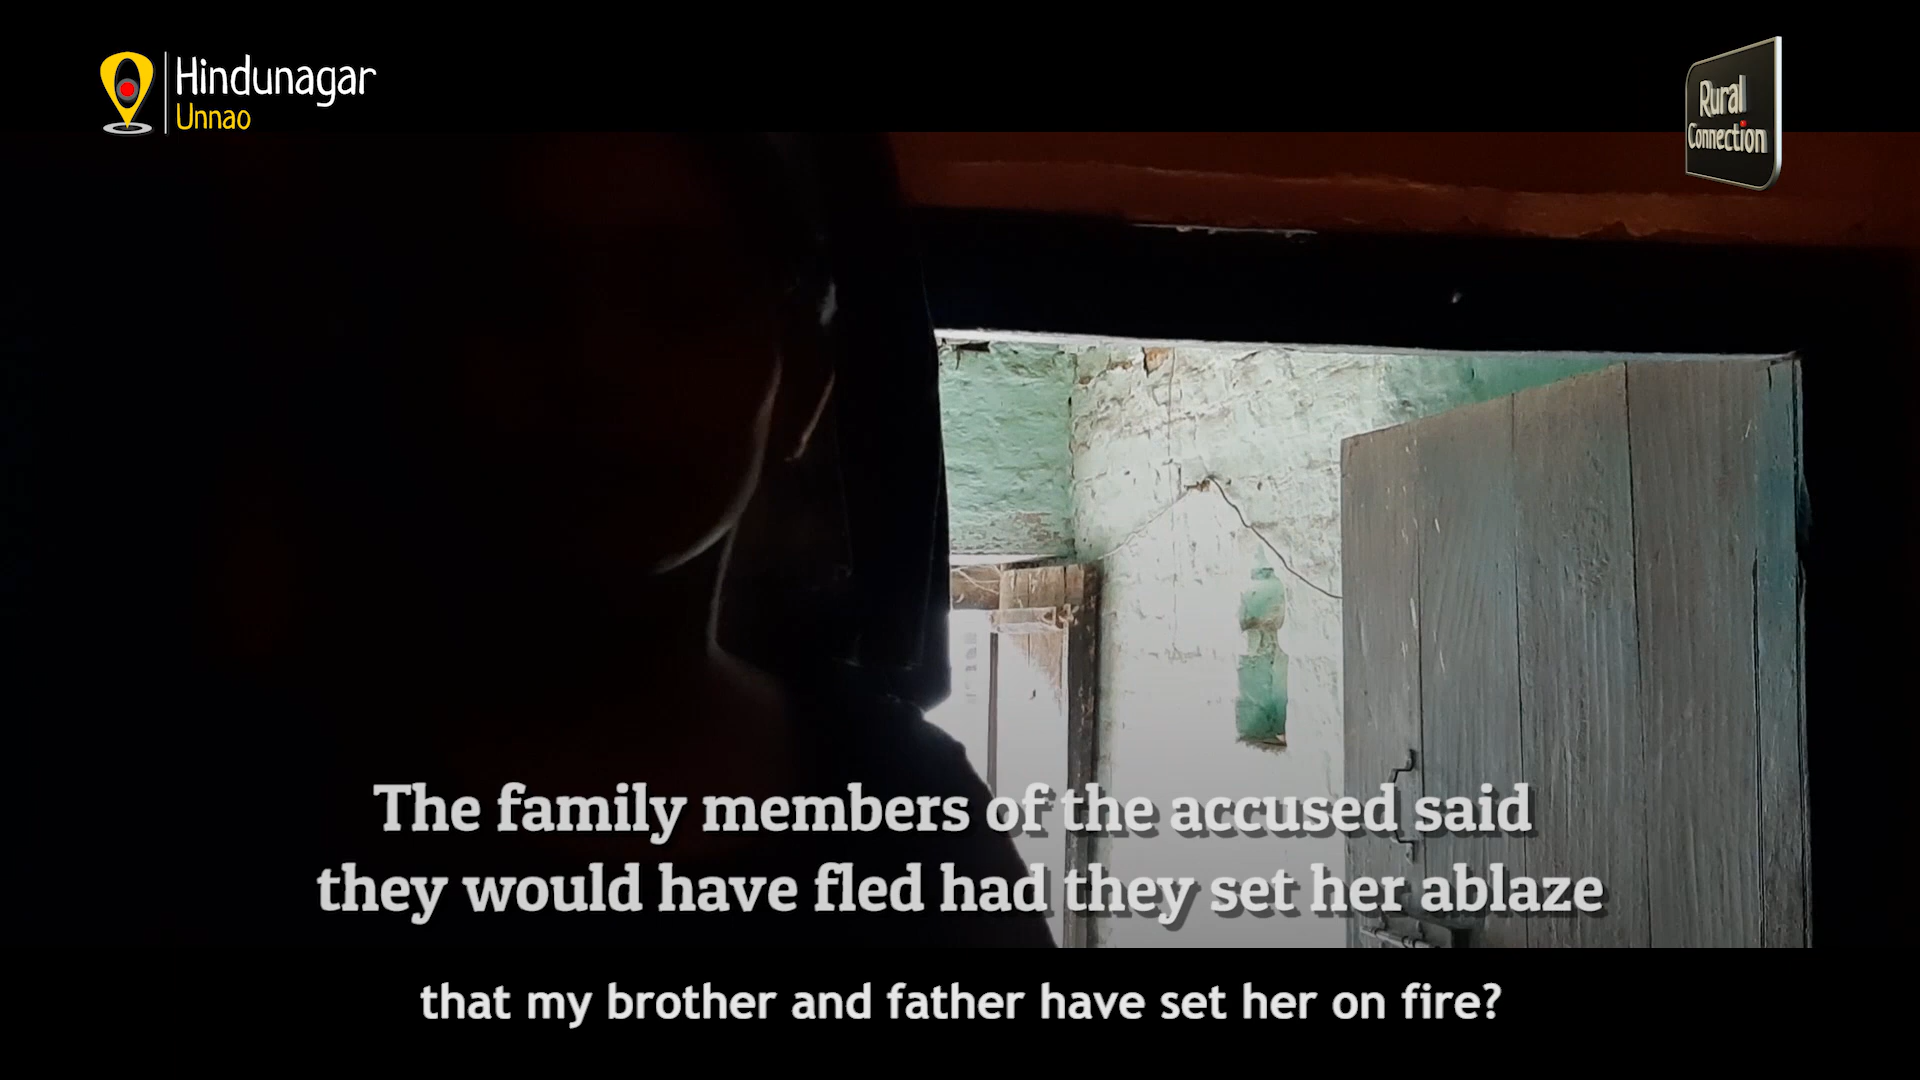 Hindunagar
Unnao
Rural
Connection
The family members of the accused said
they would have fled had they set her ablaze
that my brother and father have set her on fire?